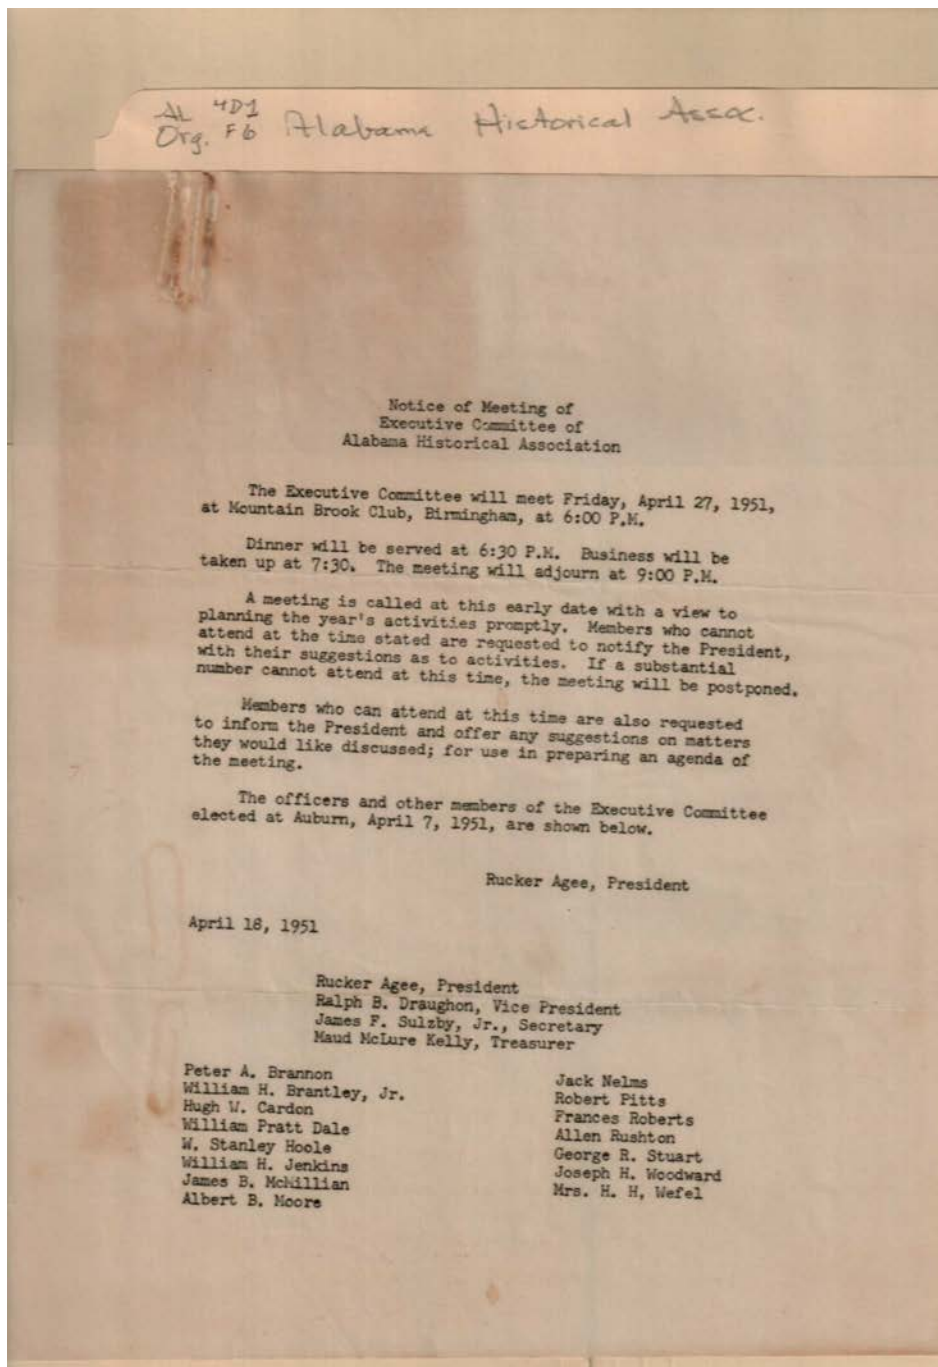 AL 4D1 Alabama Historical Assoc.
Org. F6
Notice of Meeting of
Executive Committee of
Alabama Historical Association
The Executive Committee will meet Friday, April 27, 1951,
at Mountain Brook Club, Birmingham, at 6:00 P.M.
Dinner will be served at 6:30 P.M. Business will be
taken up at 7:30. The meeting will adjourn at 9:00 P.M.
A meeting is called at this early date with a view to
planning the year's activities promptly. Members who cannot
attend at the time stated are requested to notify the President,
with their suggestions as to activities. If a substantial
number cannot attend at this time, the meeting will be postponed.
Members who can attend at this time are also requested
to inform the President and offer any suggestions on matters
they would like discussed; for use in preparing an agenda of
the meeting.
The officers and other members of the Executive Committee
elected at Auburn, April 7, 1951, are shown below.
Rucker Agee, President
April 18, 1951
Rucker Agee, President
Ralph B. Draughon, Vice President
James F. Sulzby, Jr., Secretary
Maud McLure Kelly, Treasurer
Peter A. Brannon
William H. Brantley, Jr.
Hugh W. Cardon
William Pratt Dale
W. Stanley Hoole
William H. Jenkins
James B. McMillian
Albert B. Moore
Jack Nelms
Robert Pitts
Frances Roberts
Allen Rushton
George R. Stuart
Joseph H. Woodward
Mrs. H. H, Wefel